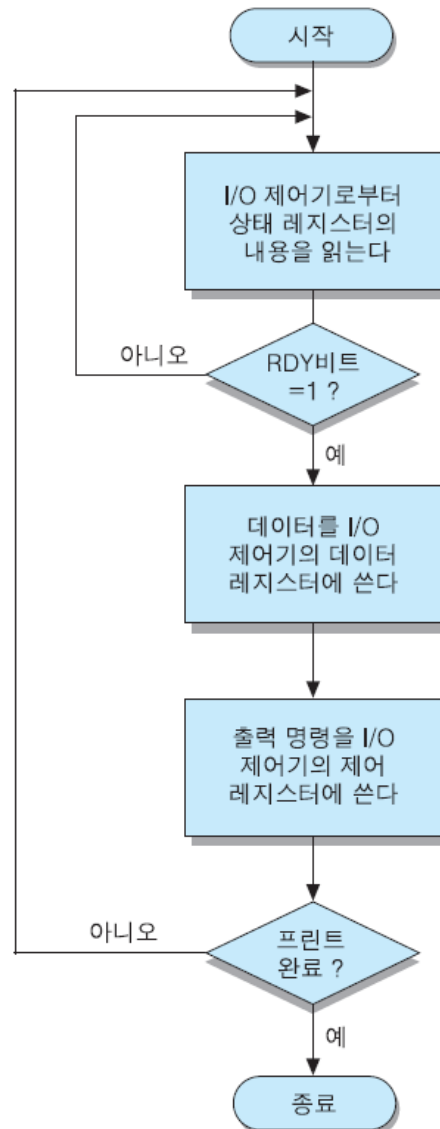 시작
I/O 제어기로부터
상태 레지스터의
내용을 읽는다
아니오
RDY비트
=1 ?
예
데이터를 I/O
제어기의 데이터
레지스터에 쓴다
출력 명령을 I/O
제어기의 제어
레지스터에 쓴다
아니오
프린트
완료 ?
예
종료